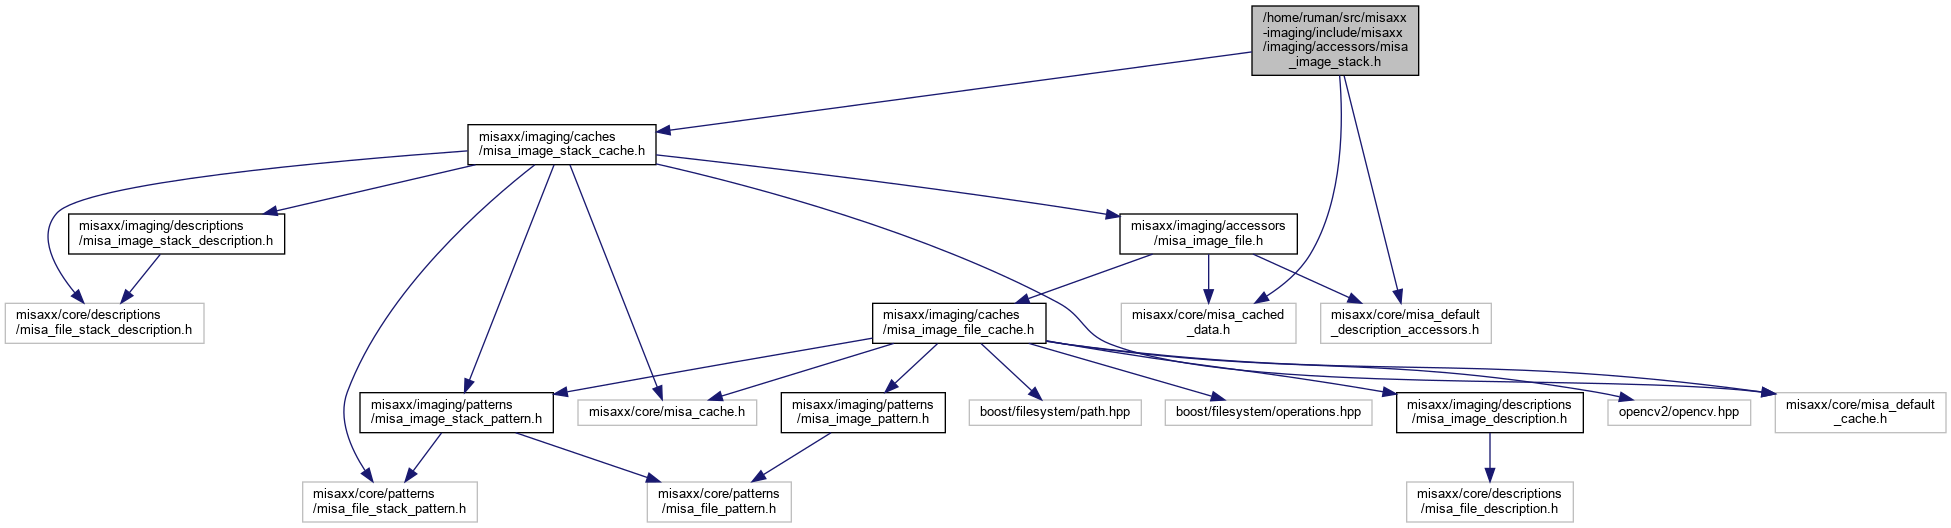 /home/ruman/src/misaxx
-imaging/include/misaxx
/imaging/accessors/misa
_image_stack.h
misaxx/imaging/caches
/misa_image_stack_cache.h
misaxx/imaging/descriptions
/misa_image_stack_description.h
misaxx/imaging/accessors
/misa_image_file.h
misaxx/core/descriptions
/misa_file_stack_description.h
misaxx/imaging/caches
/misa_image_file_cache.h
misaxx/core/misa_cached
_data.h
misaxx/core/misa_default
_description_accessors.h
misaxx/imaging/patterns
/misa_image_stack_pattern.h
misaxx/core/misa_cache.h
misaxx/imaging/patterns
/misa_image_pattern.h
boost/filesystem/path.hpp
boost/filesystem/operations.hpp
misaxx/imaging/descriptions
/misa_image_description.h
opencv2/opencv.hpp
misaxx/core/misa_default
_cache.h
misaxx/core/patterns
/misa_file_stack_pattern.h
misaxx/core/patterns
/misa_file_pattern.h
misaxx/core/descriptions
/misa_file_description.h